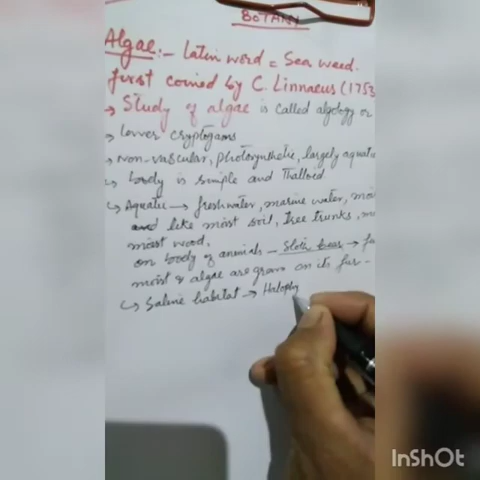 BOTANY
Algae:- Latin word = Sea weed.
first coined by C. Linnaeus (1753
→ Study of algae is called algology or
→ Lower cryptogams
→ Non-vascular, photosynthetic, largely aquatic
↳ body is simple and Thalloid
↳ Aquatic → freshwater, marine water, moi
and like moist soil, tree trunks,
moist wood,
on body of animals - Sloth bear → fu
moist & algae are grown on its fur -
↳ Saline habitat → Halophy
InShOt